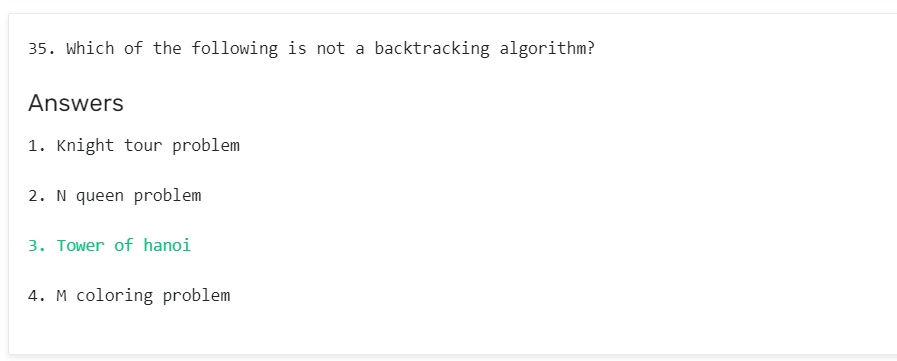 35. Which of the following is not a backtracking algorithm?
Answers
1. Knight tour problem
2. N queen problem
3. Tower of hanoi
4. M coloring problem